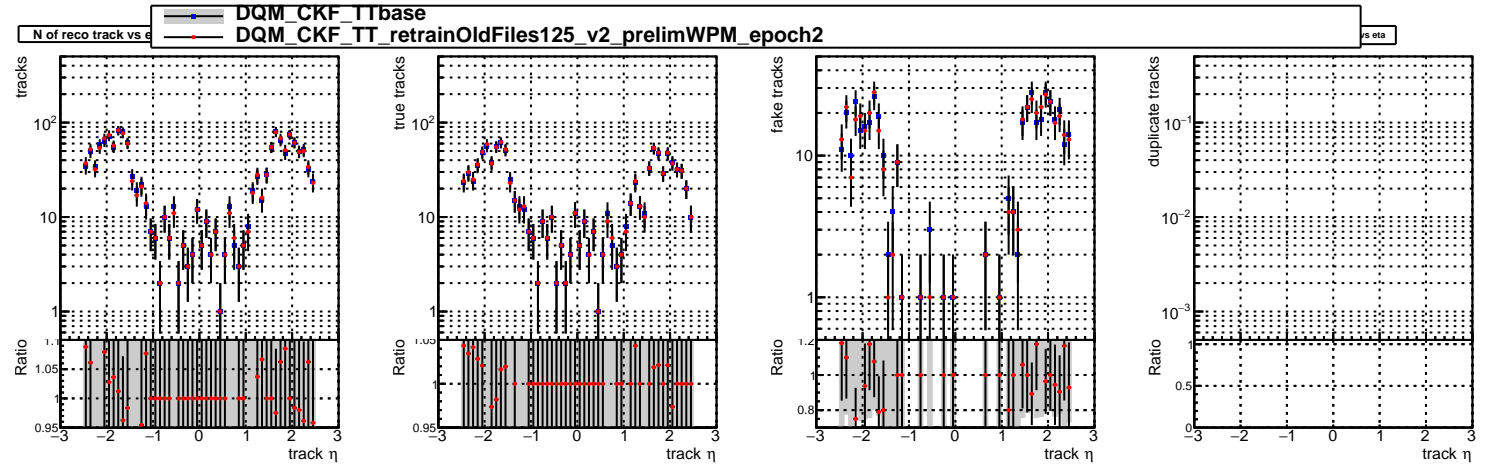 DQM_CKF_TTbase
DQM_CKF_TT_retrainOldFiles125_v2_prelimWPM_epoch2
N of reco track vs e
vs eta
tracks
10²
10
1
Ratio
1.1
1.05
1
0.95
−3 −2 −1 0 1 2 3
track η
true tracks
10²
10
1
Ratio
1.05
1
0.95
−3 −2 −1 0 1 2 3
track η
fake tracks
10
1
Ratio
1.2
1
0.8
−3 −2 −1 0 1 2 3
track η
duplicate tracks
10⁻¹
10⁻²
10⁻³
Ratio
1
0.5
0
−3 −2 −1 0 1 2 3
track η